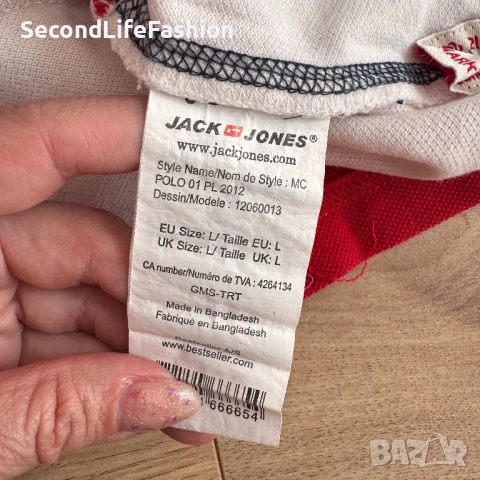 SecondLifeFashion
JACK JONES®
www.jackjones.com
Style Name/Nom de Style : MC
POLO 01 PL 2012
Dessin/Modele : 12060013
EU Size: L/ Taille EU: L
UK Size: L/ Taille UK: L
CA number/Numéro de TVA : 4264134
GMS-TRT
Made in Bangladesh
Fabriqué en Bangladesh
Bestseller A/S
www.bestseller.com
666654
BAZAR